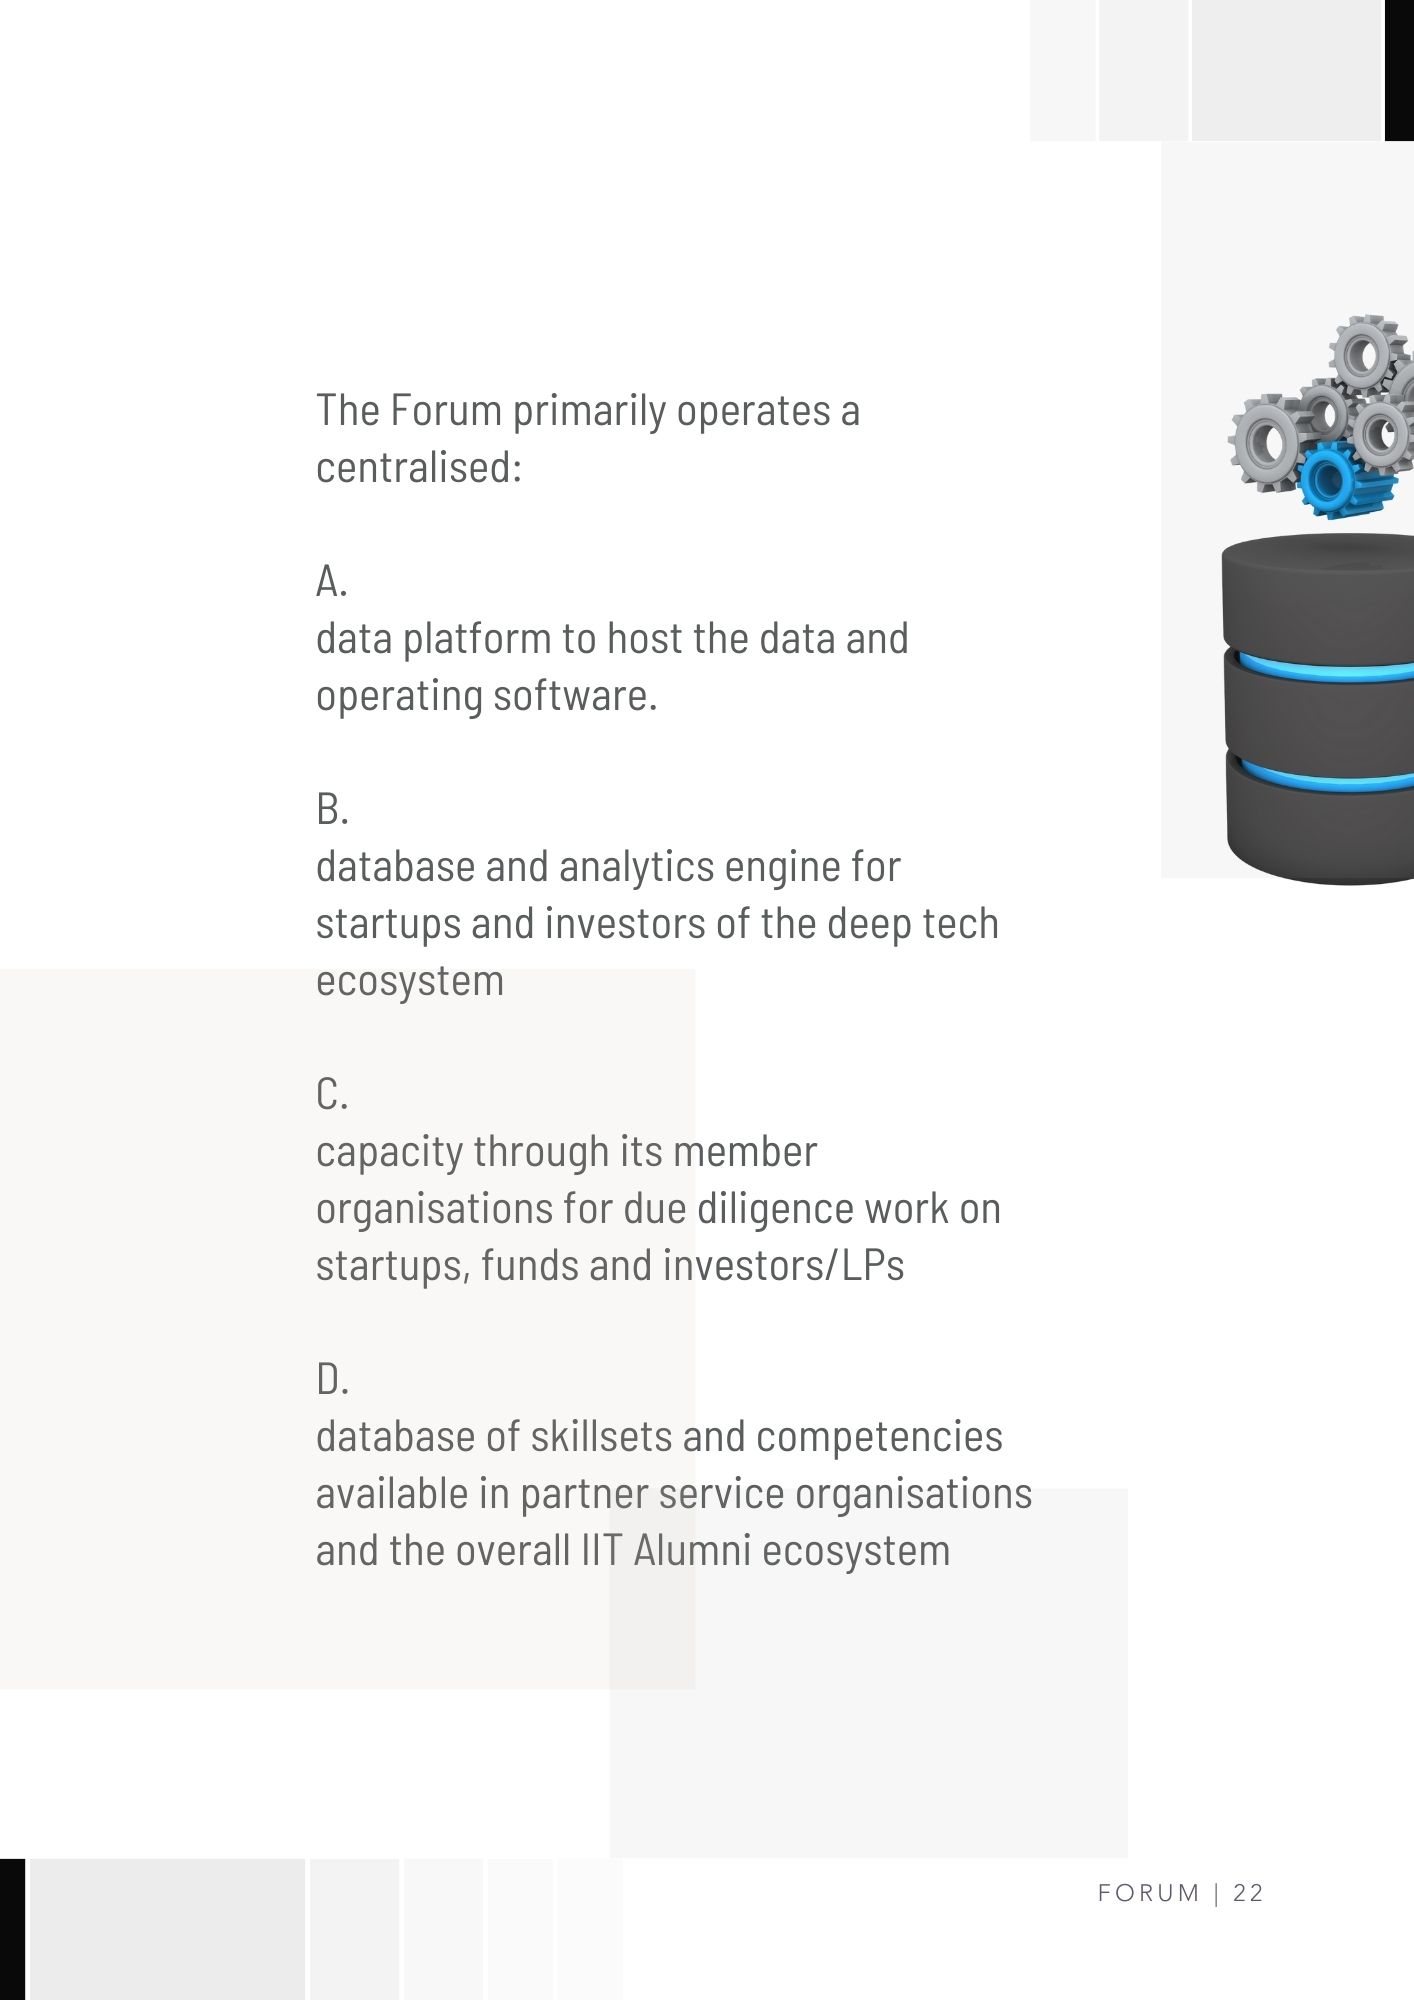 The Forum primarily operates a
centralised:
A.
data platform to host the data and
operating software.
B.
database and analytics engine for
startups and investors of the deep tech
ecosystem
C.
capacity through its member
organisations for due diligence work on
startups, funds and investors/LPs
D.
database of skillsets and competencies
available in partner service organisations
and the overall IIT Alumni ecosystem
FORUM | 22